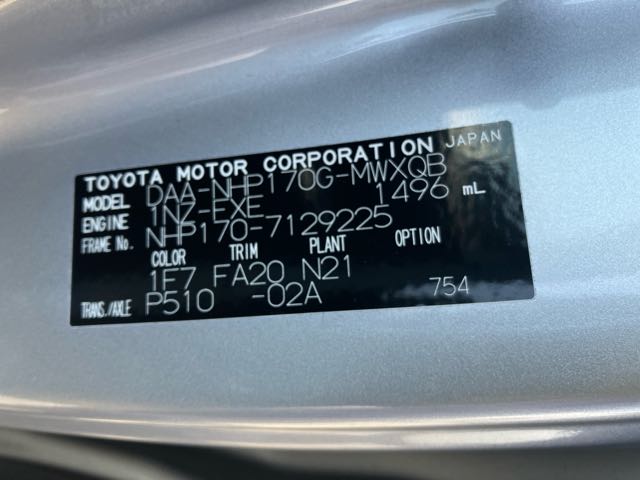 TOYOTA MOTOR CORPORATION JAPAN
MODEL DAA-NHP170G-MWXQB
ENGINE 1NZ-EXE 1496 mL
FRAME No. NHP170-7129225
COLOR TRIM PLANT OPTION
1F7 FA20 N21
TRANS./AXLE P510 -02A 754